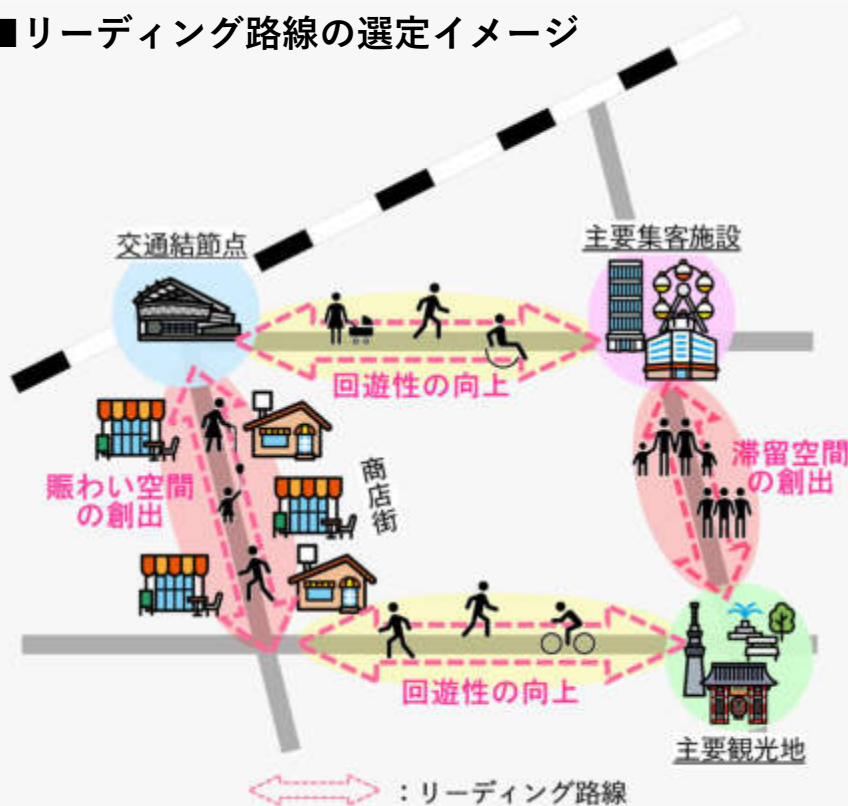 ■リーディング路線の選定イメージ
交通結節点
主要集客施設
回遊性の向上
賑わい空間
の創出
商店街
滞留空間
の創出
回遊性の向上
主要観光地
：リーディング路線